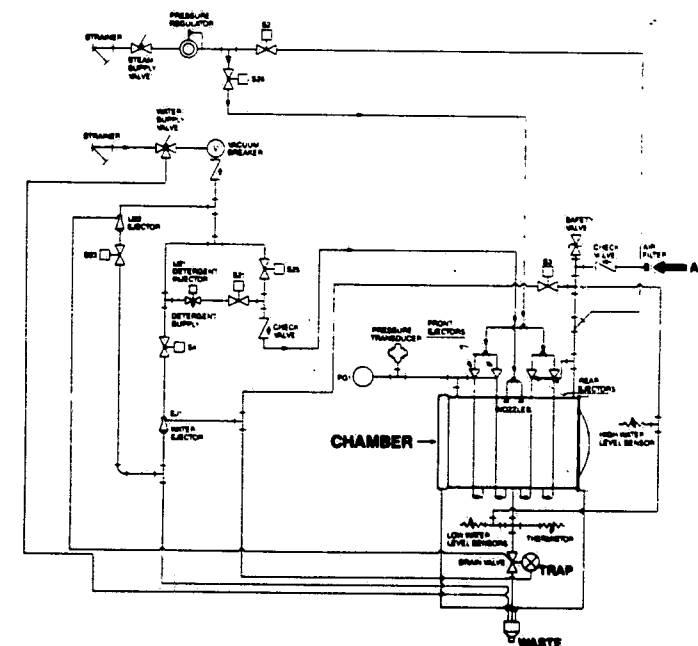 PRESSURE
REGULATOR
S2
STRAINER
STEAM
SUPPLY
VALVE
WATER
SUPPLY
VALVE
STRAINER
VACUUM
BREAKER
V
EJECTOR
DETERGENT
INJECTOR
DETERGENT
SUPPLY
CHECK
VALVE
SAFETY
VALVE
CHECK
VALVE
AIR
FILTER
A
PRESSURE
TRANSDUCER
FRONT
EJECTORS
REAR
EJECTORS
NOZZLES
WATER
EJECTOR
CHAMBER
HIGH WATER
LEVEL SENSOR
LOW WATER
LEVEL SENSORS
THERMISTOR
DRAIN VALVE
TRAP
WASTE